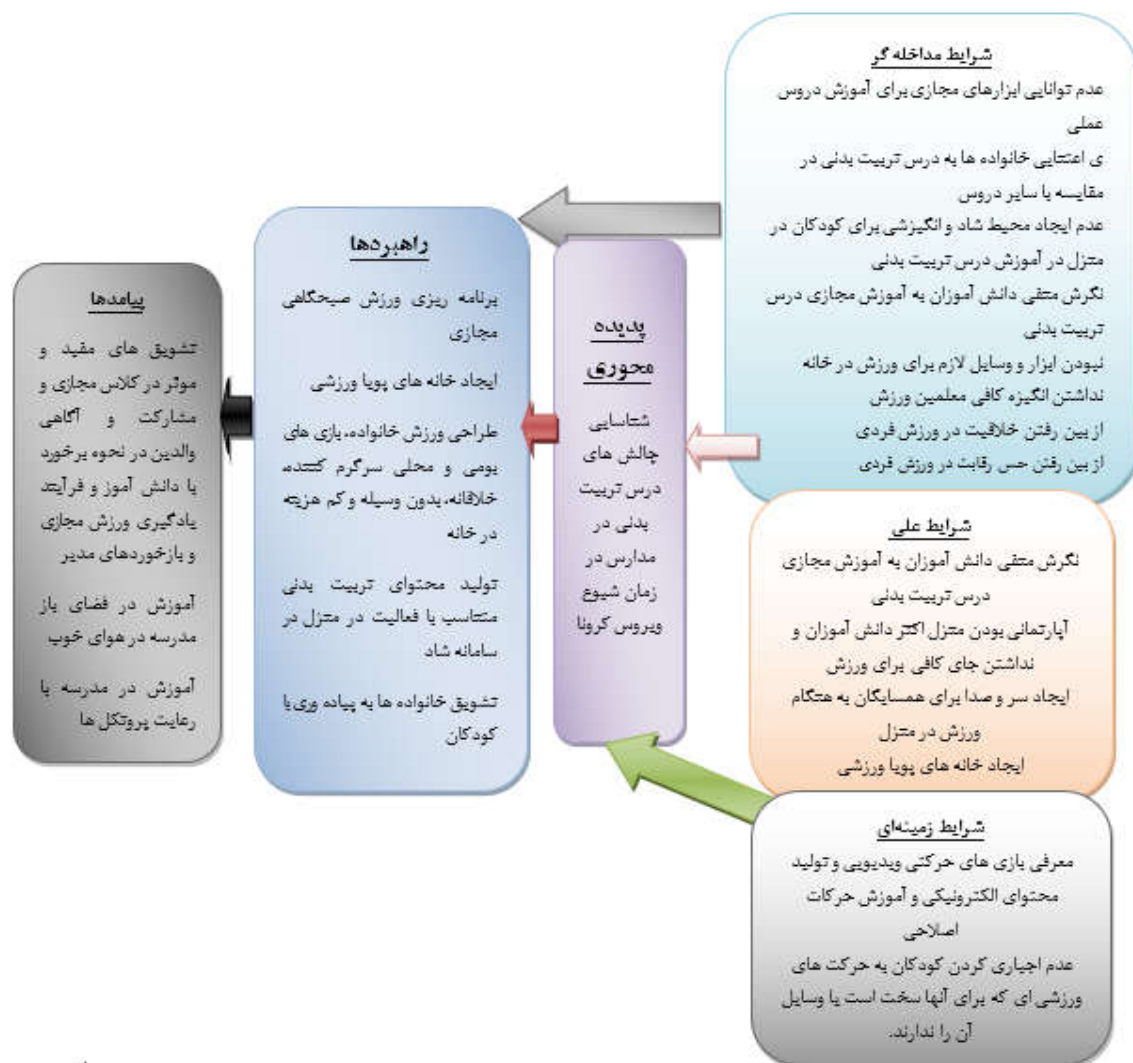 شرایط مداخله گر
عدم توانایی ابزارهای مجازی برای آموزش دروس
عملی
ی اعتنایی خانواده ها به درس تربیت بدنی در
مقایسه با سایر دروس
عدم ایجاد محیط شاد و انگیزشی برای کودکان در
منزل در آموزش درس تربیت بدنی
نگرش منفی دانش آموزان به آموزش مجازی درس
تربیت بدنی
نبودن ابزار و وسایل لازم برای ورزش در خانه
نداشتن انگیزه کافی معلمین ورزش
از بین رفتن خلاقیت در ورزش فردی
از بین رفتن حس رقابت در ورزش فردی
شرایط علی
نگرش منفی دانش آموزان به آموزش مجازی
درس تربیت بدنی
آپارتمانی بودن منزل اکثر دانش آموزان و
نداشتن جای کافی برای ورزش
ایجاد سر و صدا برای همسایگان به هنگام
ورزش در منزل
ایجاد خانه های پویا ورزشی
شرایط زمینه‌ای
معرفی بازی های حرکتی ویدیویی و تولید
محتوای الکترونیکی و آموزش حرکات
اصلاحی
عدم اجباری کردن کودکان به حرکت های
ورزشی ای که برای آنها سخت است یا وسایل
آن را ندارند.
پدیده
محوری
شناسایی
چالش های
درس تربیت
بدنی در
مدارس در
زمان شیوع
ویروس کرونا
راهبردها
برنامه ریزی ورزش صبحگاهی
مجازی
ایجاد خانه های پویا ورزشی
طراحی ورزش خانواده، بازی های
بومی و محلی سرگرم کننده،
خلاقانه، بدون وسیله و کم هزینه
در خانه
تولید محتوای تربیت بدنی
متناسب با فعالیت در منزل در
سامانه شاد
تشویق خانواده ها به پیاده وری با
کودکان
پیامدها
تشویق های مفید و
موثر در کلاس مجازی و
مشارکت و آگاهی
والدین در نحوه برخورد
با دانش آموز و فرآیند
یادگیری ورزش مجازی
و بازخوردهای مدیر
آموزش در فضای باز
مدرسه در هوای خوب
آموزش در مدرسه با
رعایت پروتکل ها